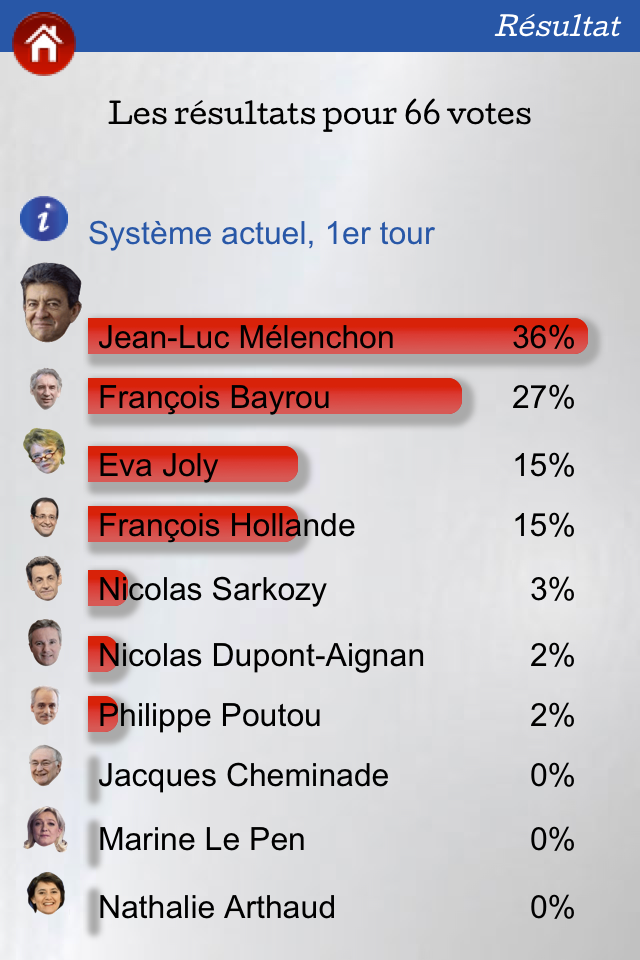 Résultat
Les résultats pour 66 votes
i
Système actuel, 1er tour
Jean-Luc Mélenchon 36%
François Bayrou 27%
Eva Joly 15%
François Hollande 15%
Nicolas Sarkozy 3%
Nicolas Dupont-Aignan 2%
Philippe Poutou 2%
Jacques Cheminade 0%
Marine Le Pen 0%
Nathalie Arthaud 0%